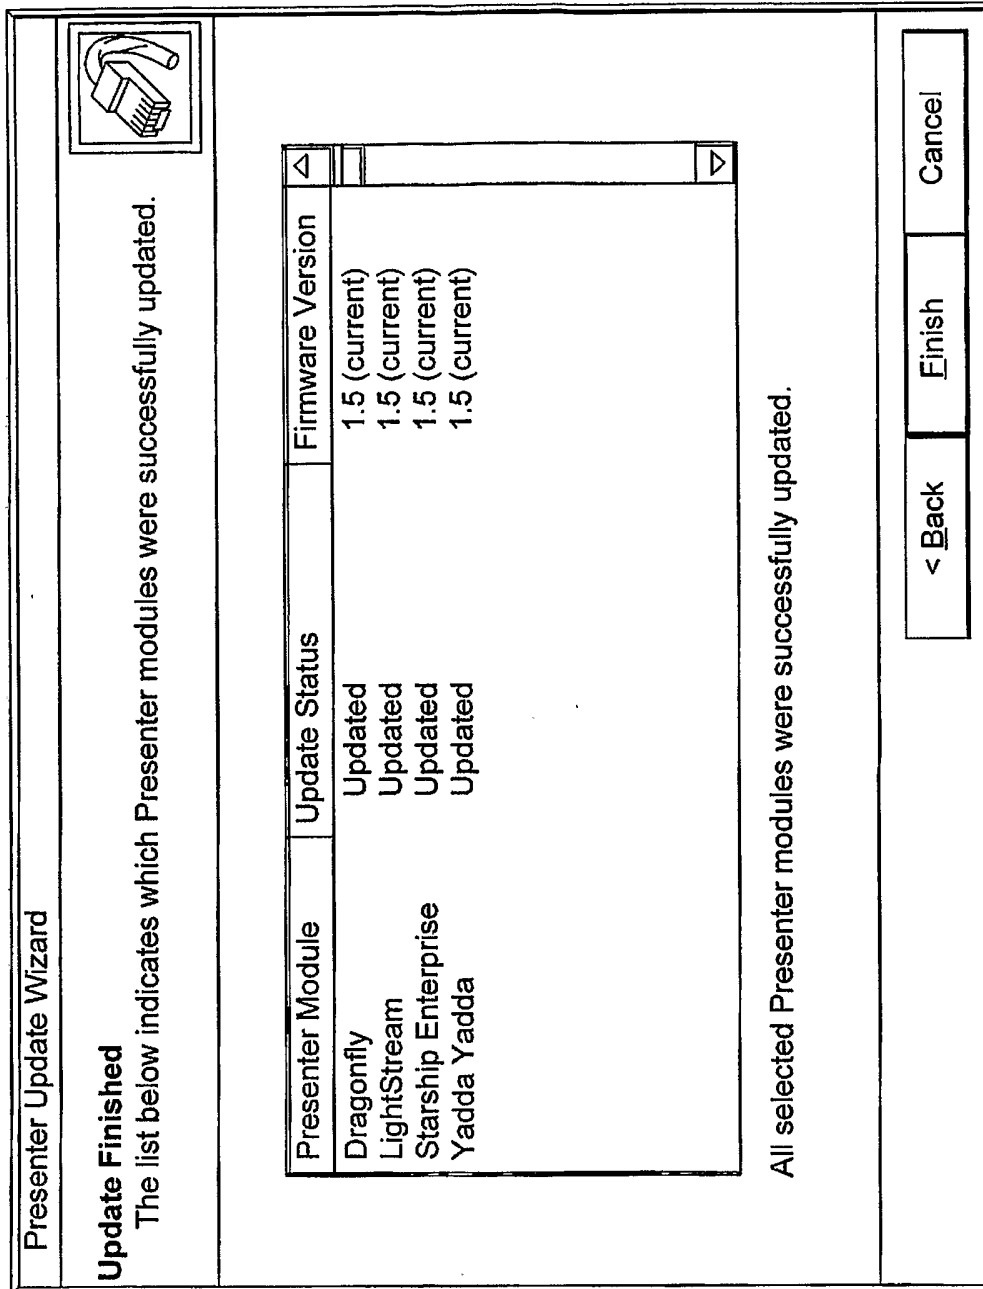 Presenter Update Wizard
Update Finished
The list below indicates which Presenter modules were successfully updated.
Presenter Module Update Status Firmware Version
Dragonfly Updated 1.5 (current)
LightStream Updated 1.5 (current)
Starship Enterprise Updated 1.5 (current)
Yadda Yadda Updated 1.5 (current)
All selected Presenter modules were successfully updated.
< Back Finish Cancel